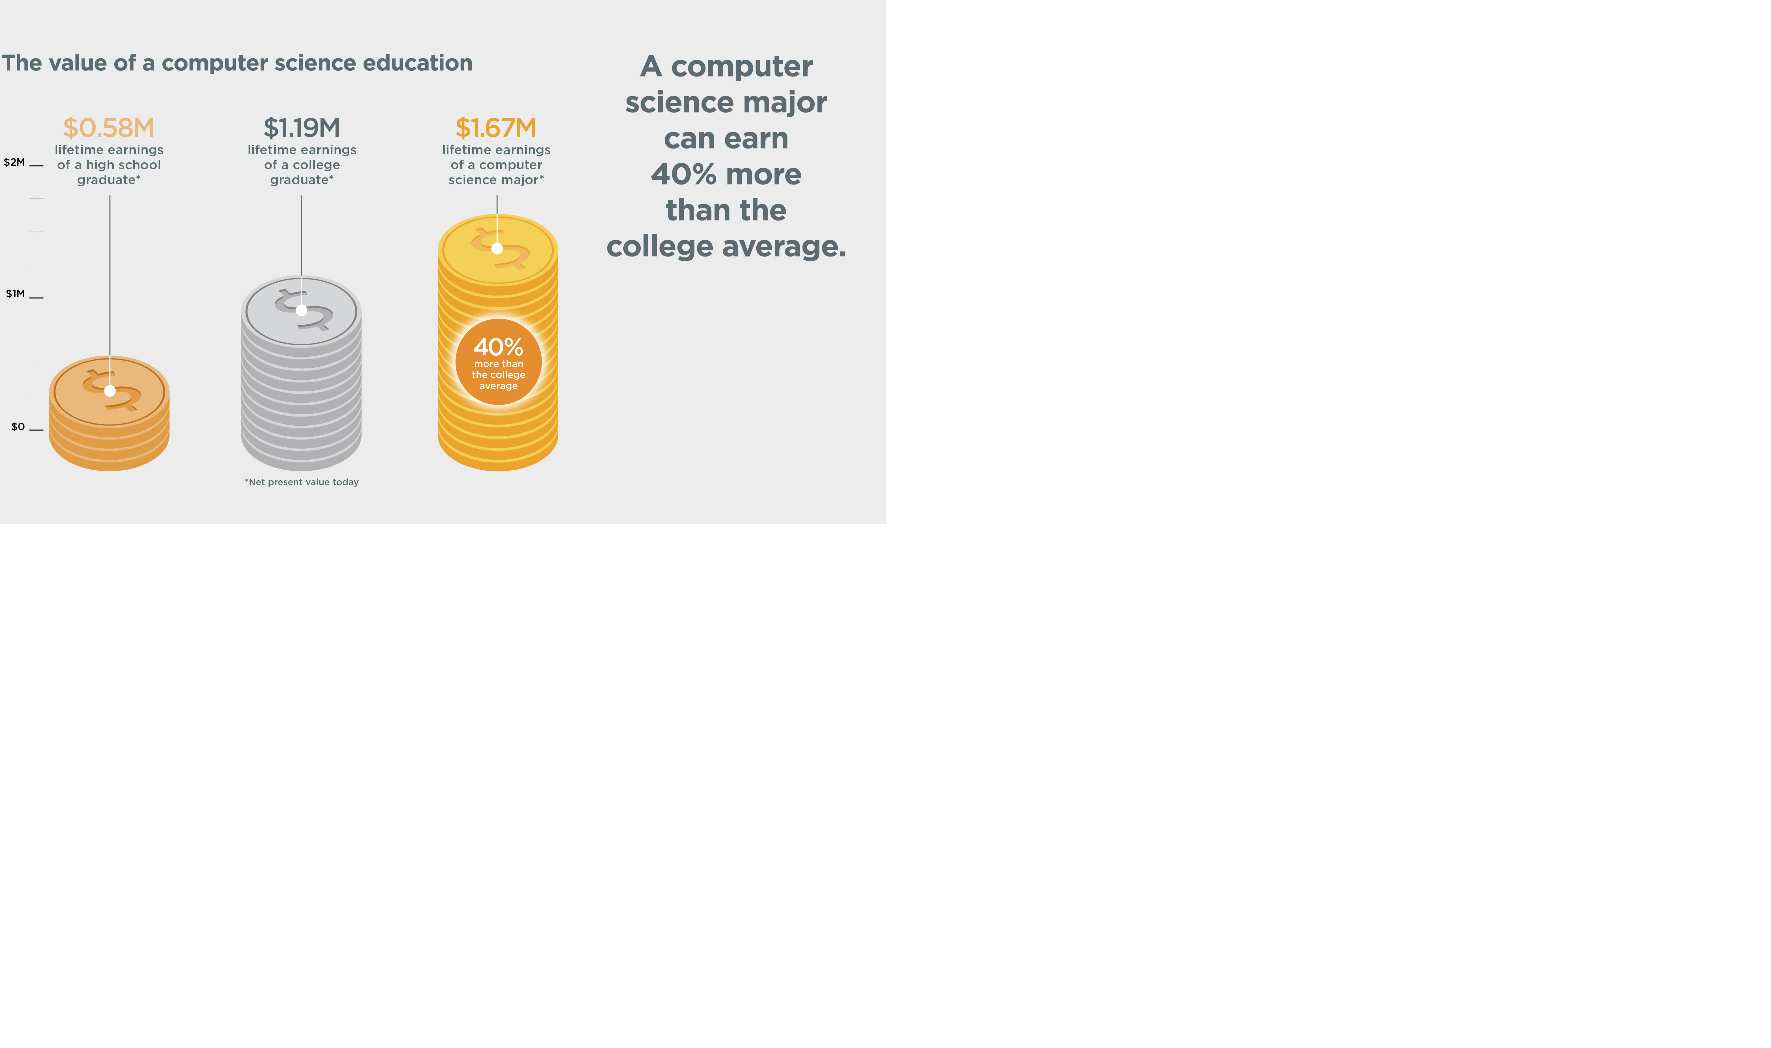 The value of a computer science education
$0.58M
lifetime earnings
of a high school
graduate*
$1.19M
lifetime earnings
of a college
graduate*
$1.67M
lifetime earnings
of a computer
science major*
$2M
$1M
$0
40%
more than
the college
average
*Net present value today
A computer
science major
can earn
40% more
than the
college average.